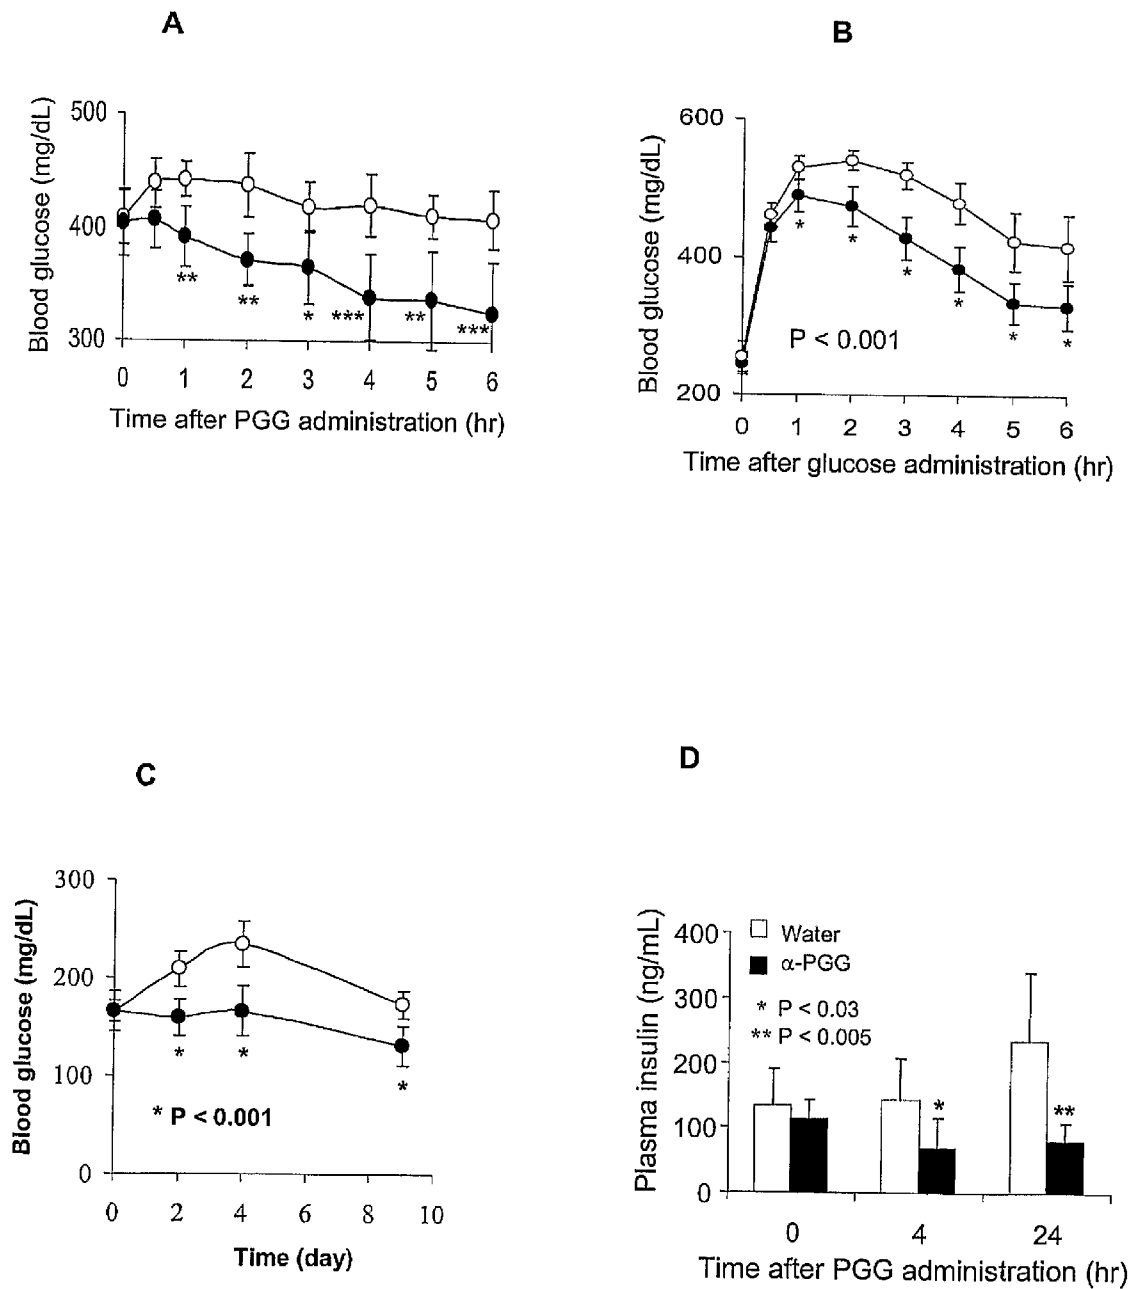 A
Blood glucose (mg/dL)
500
400
300
**
**
*
***
**
***
0 1 2 3 4 5 6
Time after PGG administration (hr)
B
Blood glucose (mg/dL)
600
400
200
*
*
*
*
*
*
P < 0.001
0 1 2 3 4 5 6
Time after glucose administration (hr)
C
Blood glucose (mg/dL)
300
200
100
0
*
*
*
* P < 0.001
0 2 4 6 8 10
Time (day)
D
Plasma insulin (ng/mL)
400
300
200
100
0
Water
α-PGG
* P < 0.03
** P < 0.005
*
**
0 4 24
Time after PGG administration (hr)